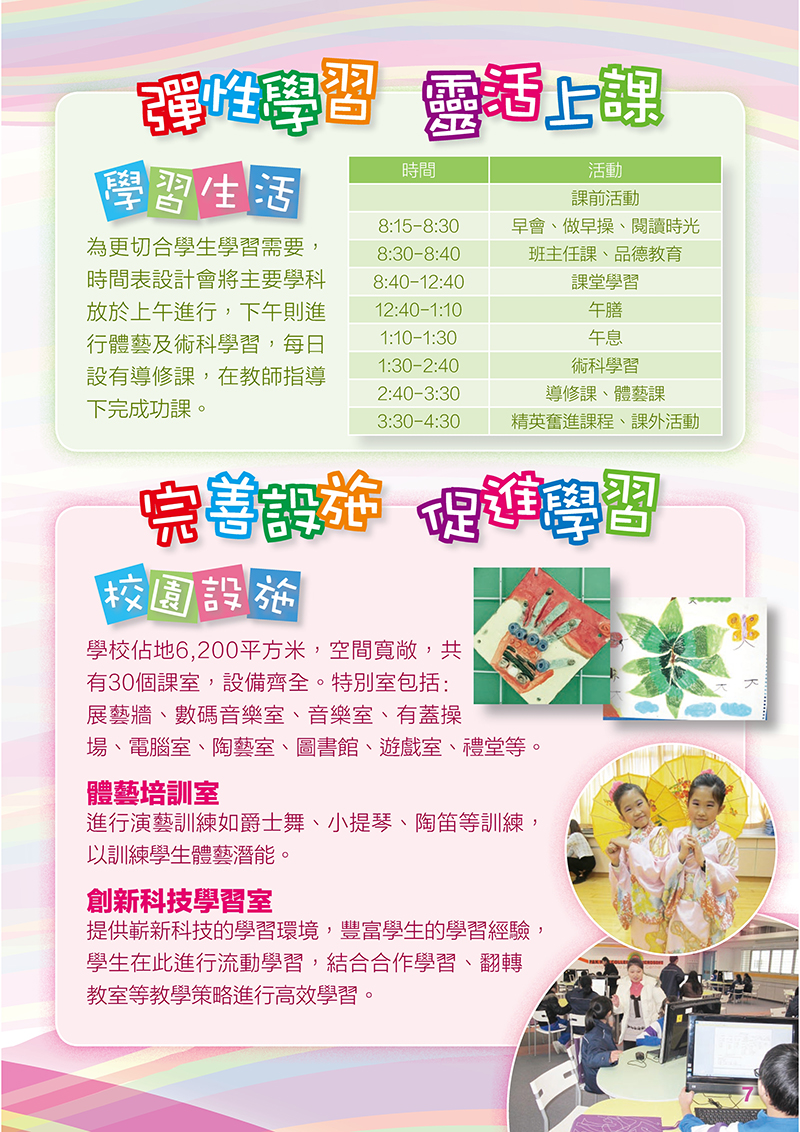 彈性學習 靈活上課
學習生活
為更切合學生學習需要，
時間表設計會將主要學科
放於上午進行，下午則進
行體藝及術科學習，每日
設有導修課，在教師指導
下完成功課。
時間 活動
課前活動
8:15-8:30 早會、做早操、閱讀時光
8:30-8:40 班主任課、品德教育
8:40-12:40 課堂學習
12:40-1:10 午膳
1:10-1:30 午息
1:30-2:40 術科學習
2:40-3:30 導修課、體藝課
3:30-4:30 精英奮進課程、課外活動
完善設施 促進學習
校園設施
學校佔地6,200平方米，空間寬敞，共
有30個課室，設備齊全。特別室包括：
展藝牆、數碼音樂室、音樂室、有蓋操
場、電腦室、陶藝室、圖書館、遊戲室、禮堂等。
體藝培訓室
進行演藝訓練如爵士舞、小提琴、陶笛等訓練，
以訓練學生體藝潛能。
創新科技學習室
提供嶄新科技的學習環境，豐富學生的學習經驗，
學生在此進行流動學習，結合合作學習、翻轉
教室等教學策略進行高效學習。
7